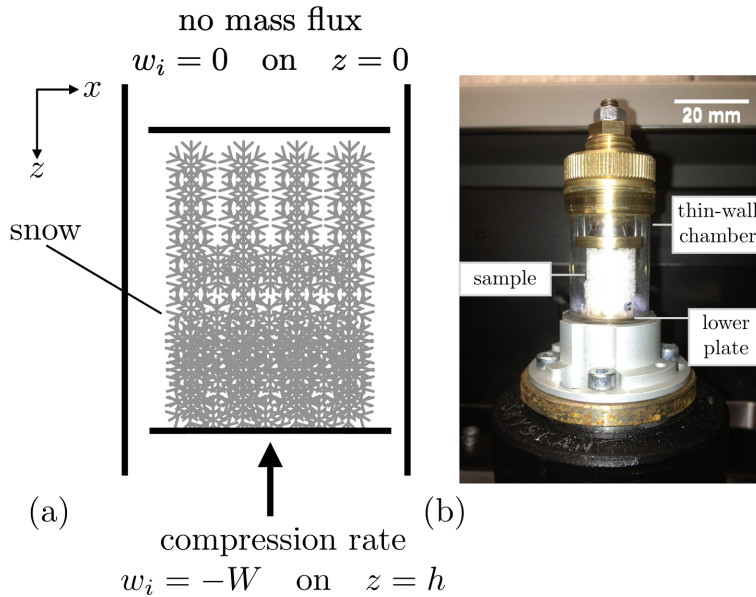 no mass flux
w_i = 0 on z = 0
x
z
snow
20 mm
thin-wall
chamber
sample
lower
plate
(a)
(b)
compression rate
w_i = −W on z = h